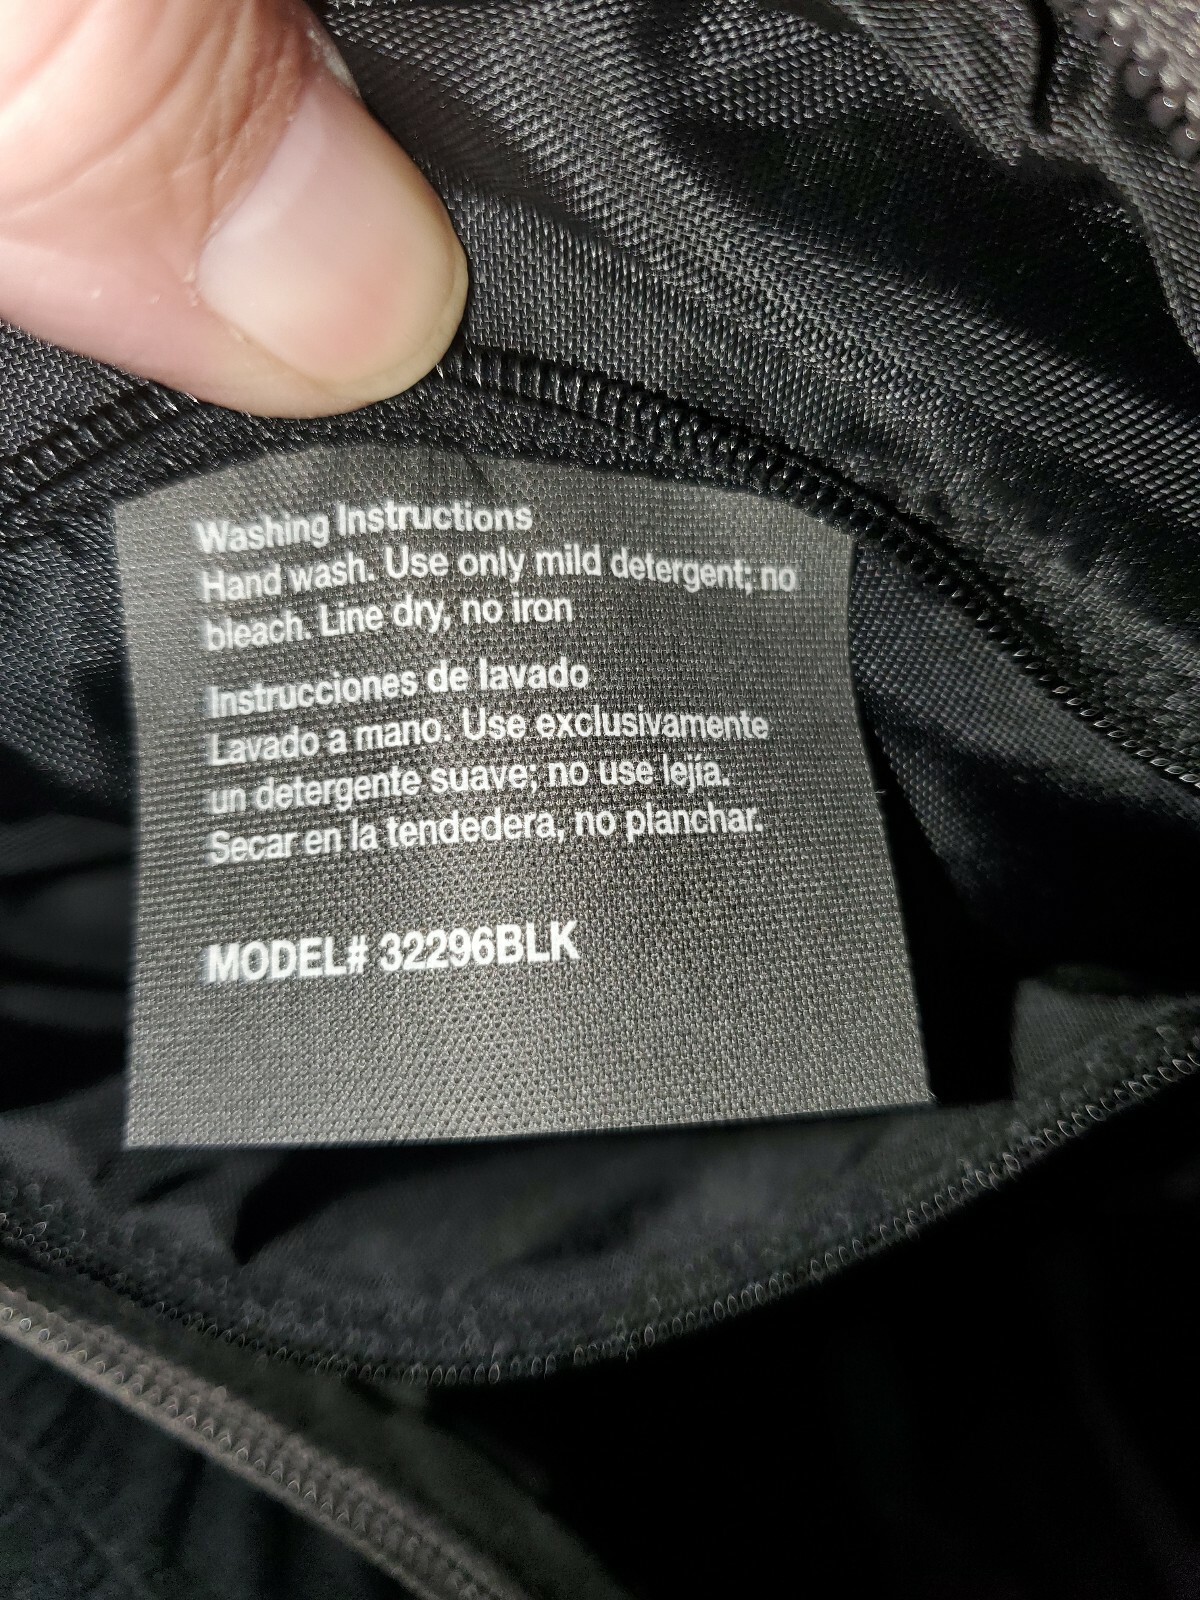 Washing Instructions
Hand wash. Use only mild detergent; no
bleach. Line dry, no iron
Instrucciones de lavado
Lavado a mano. Use exclusivamente
un detergente suave; no use lejía.
Secar en la tendedera, no planchar.
MODEL# 32296BLK